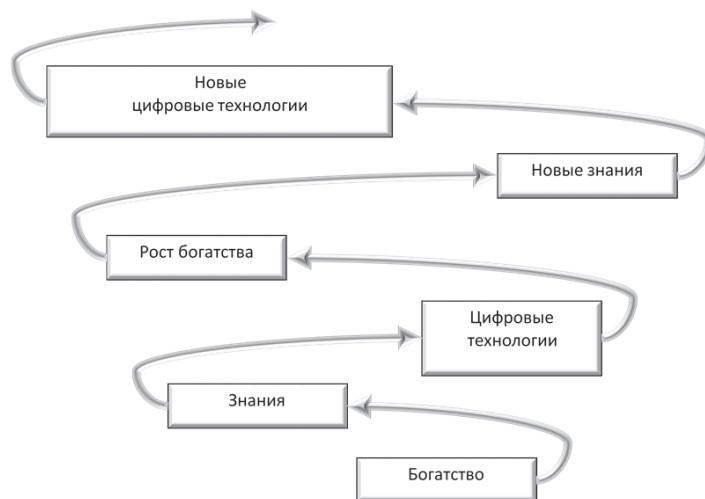 Новые
цифровые технологии
Новые знания
Рост богатства
Цифровые
технологии
Знания
Богатство